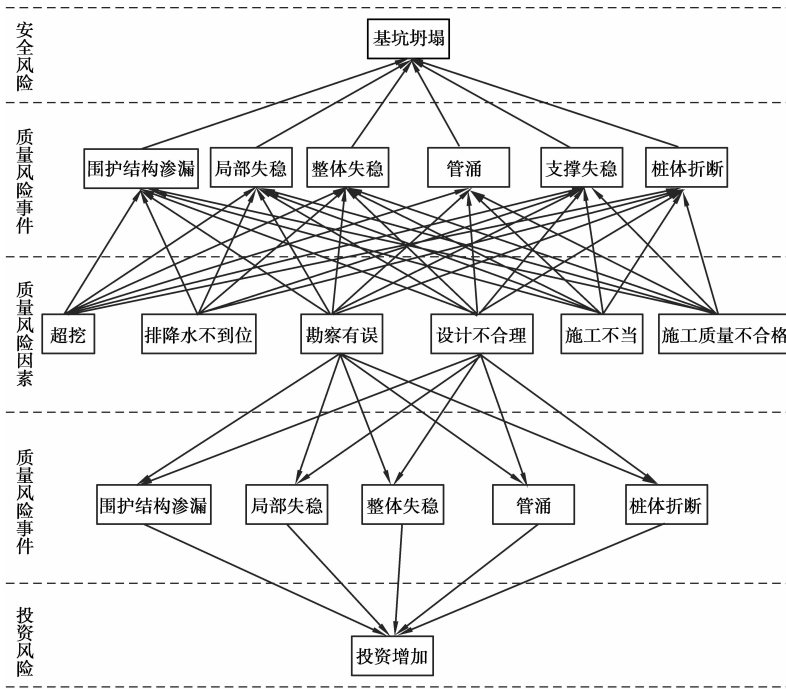 安全风险
基坑坍塌
质量风险事件
围护结构渗漏
局部失稳
整体失稳
管涌
支撑失稳
桩体折断
质量风险因素
超挖
排降水不到位
勘察有误
设计不合理
施工不当
施工质量不合格
质量风险事件
围护结构渗漏
局部失稳
整体失稳
管涌
桩体折断
投资风险
投资增加